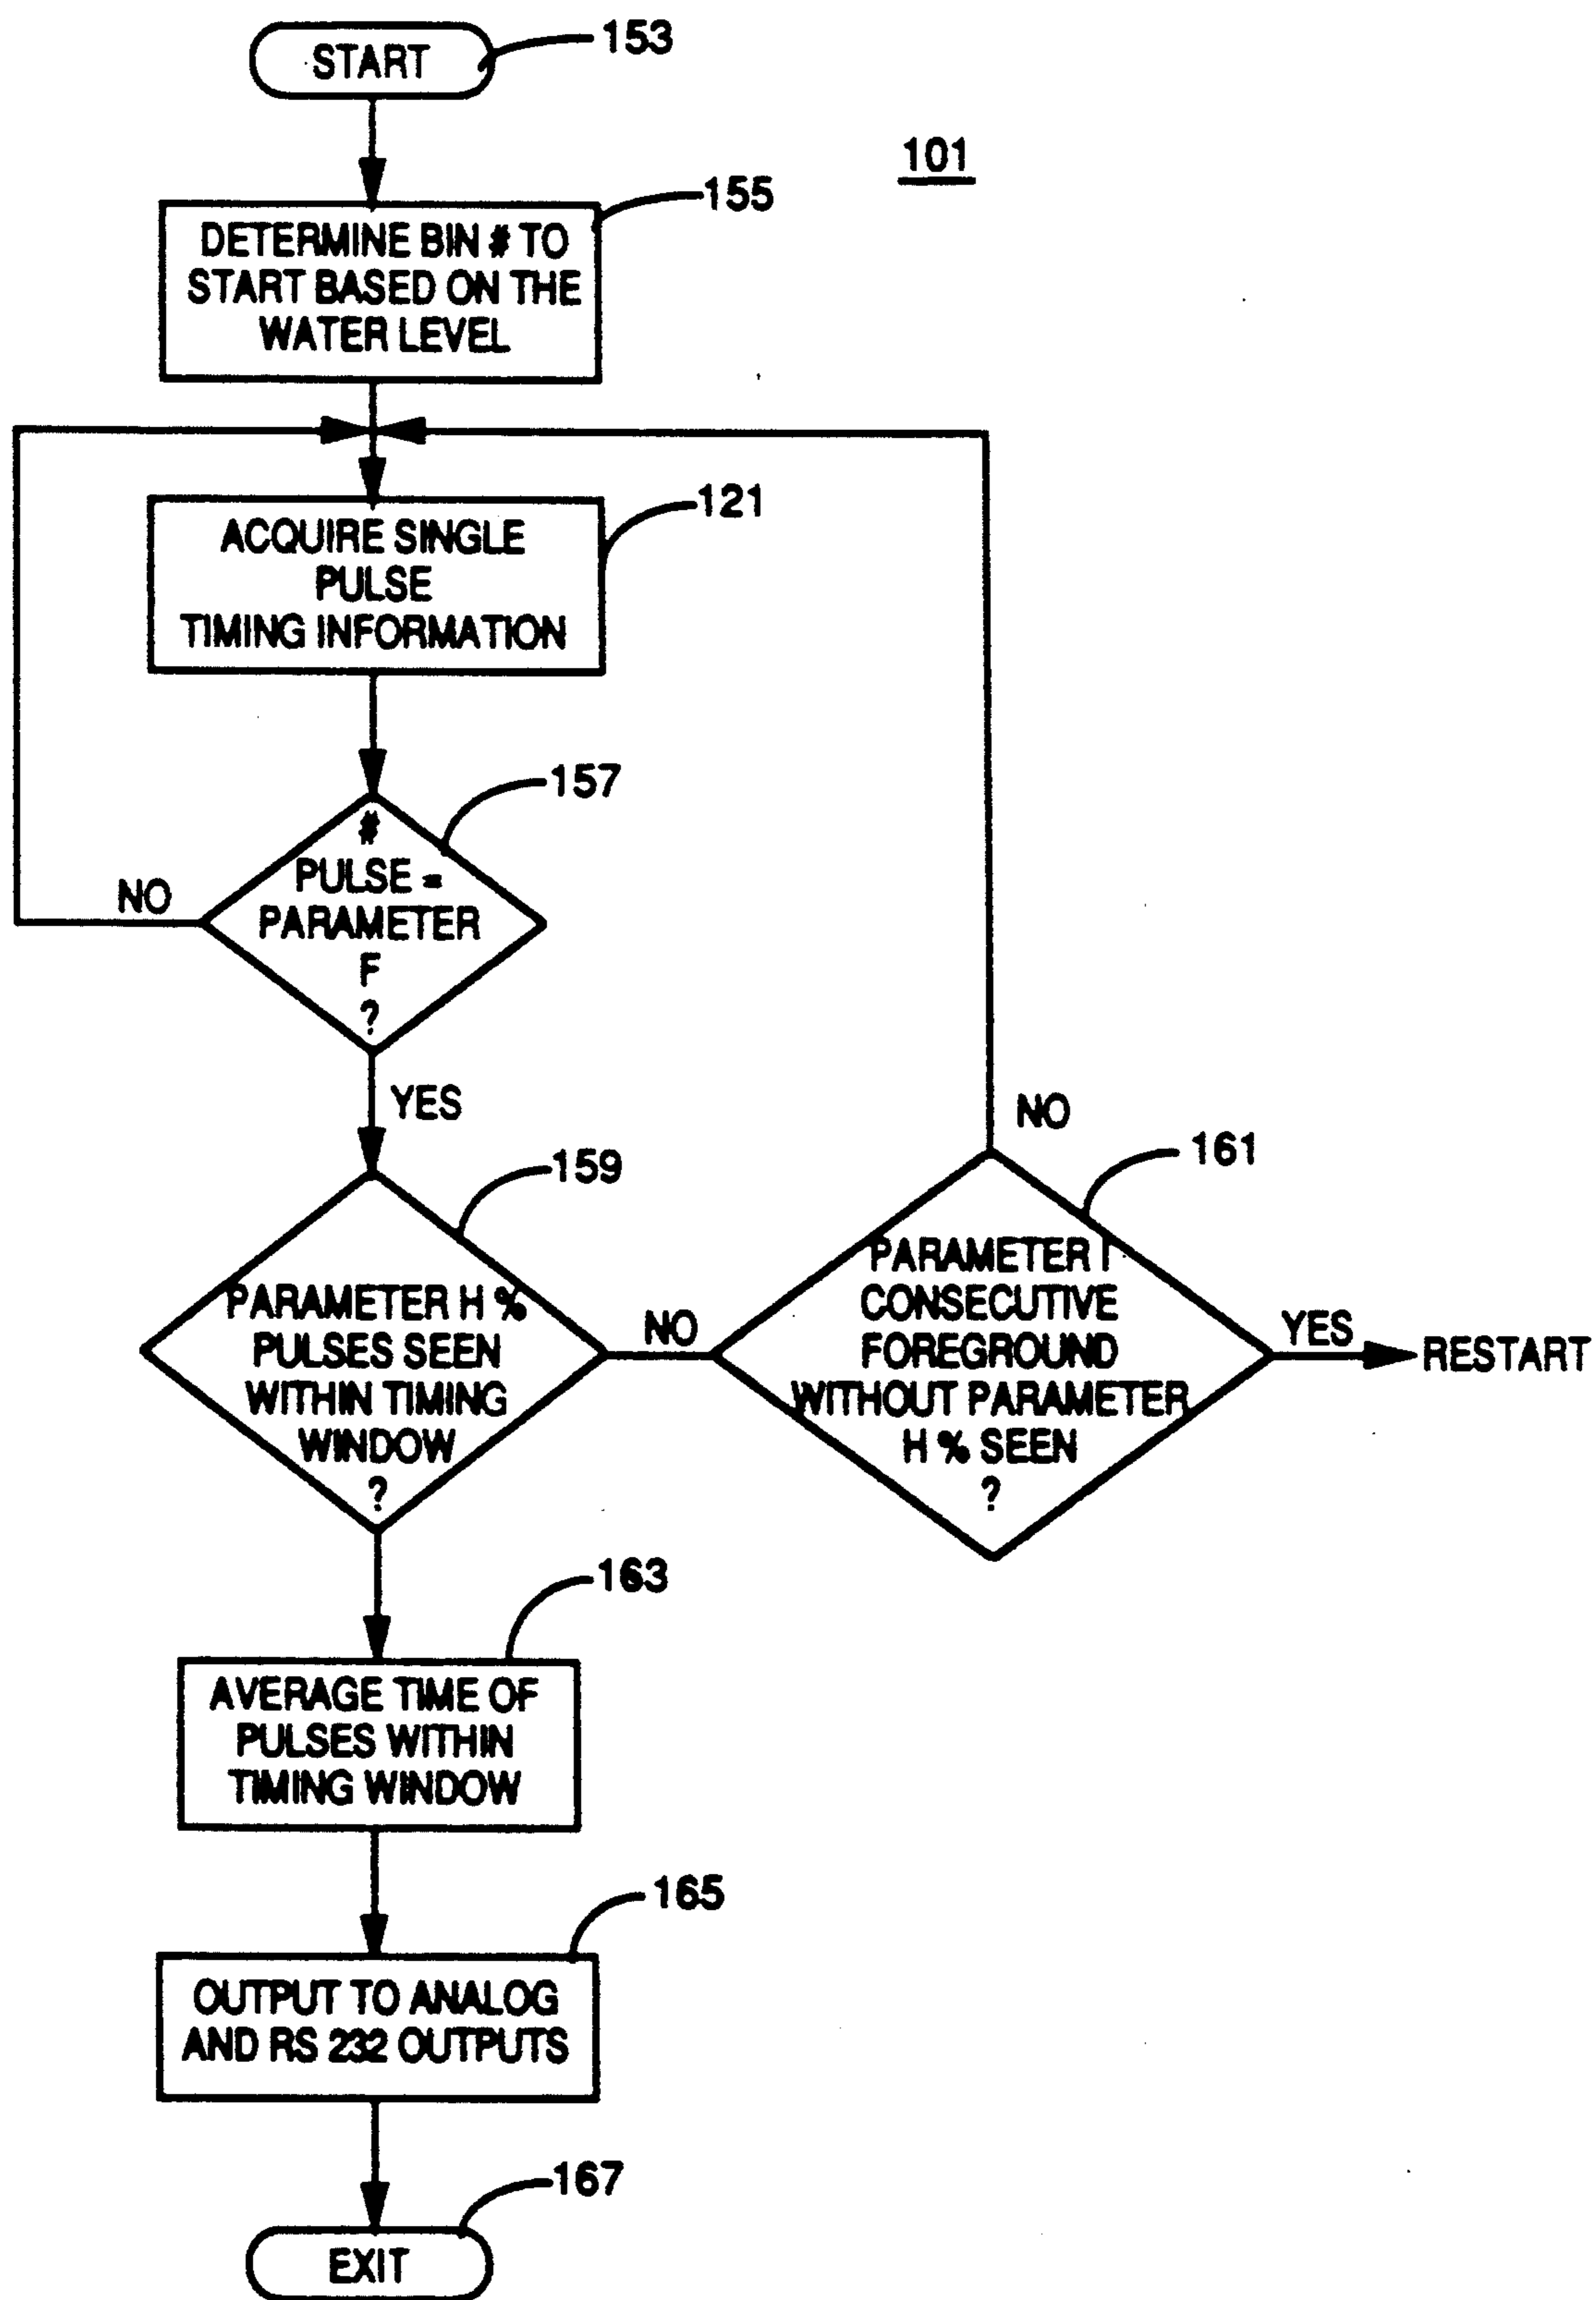 START
153
101
155
DETERMINE BIN # TO
START BASED ON THE
WATER LEVEL
121
ACQUIRE SINGLE
PULSE
TIMING INFORMATION
157
#
PULSE =
PARAMETER
F
?
NO
YES
159
PARAMETER H %
PULSES SEEN
WITHIN TIMING
WINDOW
?
NO
NO
161
PARAMETER I
CONSECUTIVE
FOREGROUND
WITHOUT PARAMETER
H % SEEN
?
YES
RESTART
163
AVERAGE TIME OF
PULSES WITHIN
TIMING WINDOW
165
OUTPUT TO ANALOG
AND RS 232 OUTPUTS
167
EXIT